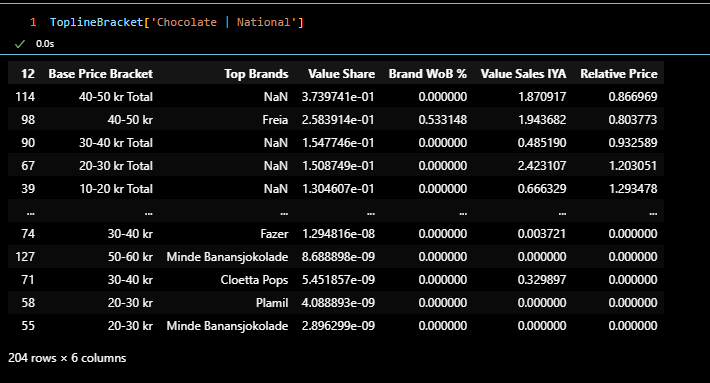 1 ToplineBracket['Chocolate | National']
✓ 0.0s
12 Base Price Bracket Top Brands Value Share Brand WoB % Value Sales IYA Relative Price
114 40-50 kr Total NaN 3.739741e-01 0.000000 1.870917 0.866969
98 40-50 kr Freia 2.583914e-01 0.533148 1.943682 0.803773
90 30-40 kr Total NaN 1.547746e-01 0.000000 0.485190 0.932589
67 20-30 kr Total NaN 1.508749e-01 0.000000 2.423107 1.203051
39 10-20 kr Total NaN 1.304607e-01 0.000000 0.666329 1.293478
... ... ... ... ... ... ...
74 30-40 kr Fazer 1.294816e-08 0.000000 0.003721 0.000000
127 50-60 kr Minde Banansjokolade 8.688898e-09 0.000000 0.000000 0.000000
71 30-40 kr Cloetta Pops 5.451857e-09 0.000000 0.329897 0.000000
58 20-30 kr Plamil 4.088893e-09 0.000000 0.000000 0.000000
55 20-30 kr Minde Banansjokolade 2.896299e-09 0.000000 0.000000 0.000000
204 rows × 6 columns